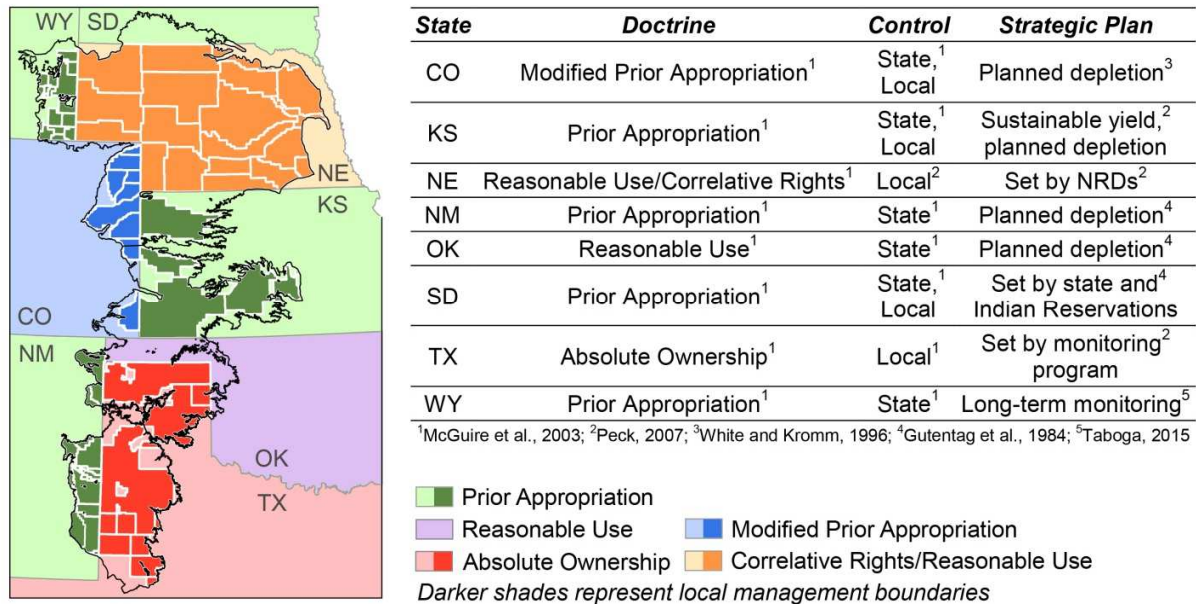 WY SD
NE
KS
CO
NM
OK
TX
State Doctrine Control Strategic Plan
CO Modified Prior Appropriation¹ State,¹ Local Planned depletion³
KS Prior Appropriation¹ State,¹ Local Sustainable yield,² planned depletion
NE Reasonable Use/Correlative Rights¹ Local² Set by NRDs²
NM Prior Appropriation¹ State¹ Planned depletion⁴
OK Reasonable Use¹ State¹ Planned depletion⁴
SD Prior Appropriation¹ State,¹ Local Set by state and⁴ Indian Reservations
TX Absolute Ownership¹ Local¹ Set by monitoring² program
WY Prior Appropriation¹ State¹ Long-term monitoring⁵
¹McGuire et al., 2003; ²Peck, 2007; ³White and Kromm, 1996; ⁴Gutentag et al., 1984; ⁵Taboga, 2015
Prior Appropriation
Reasonable Use Modified Prior Appropriation
Absolute Ownership Correlative Rights/Reasonable Use
Darker shades represent local management boundaries